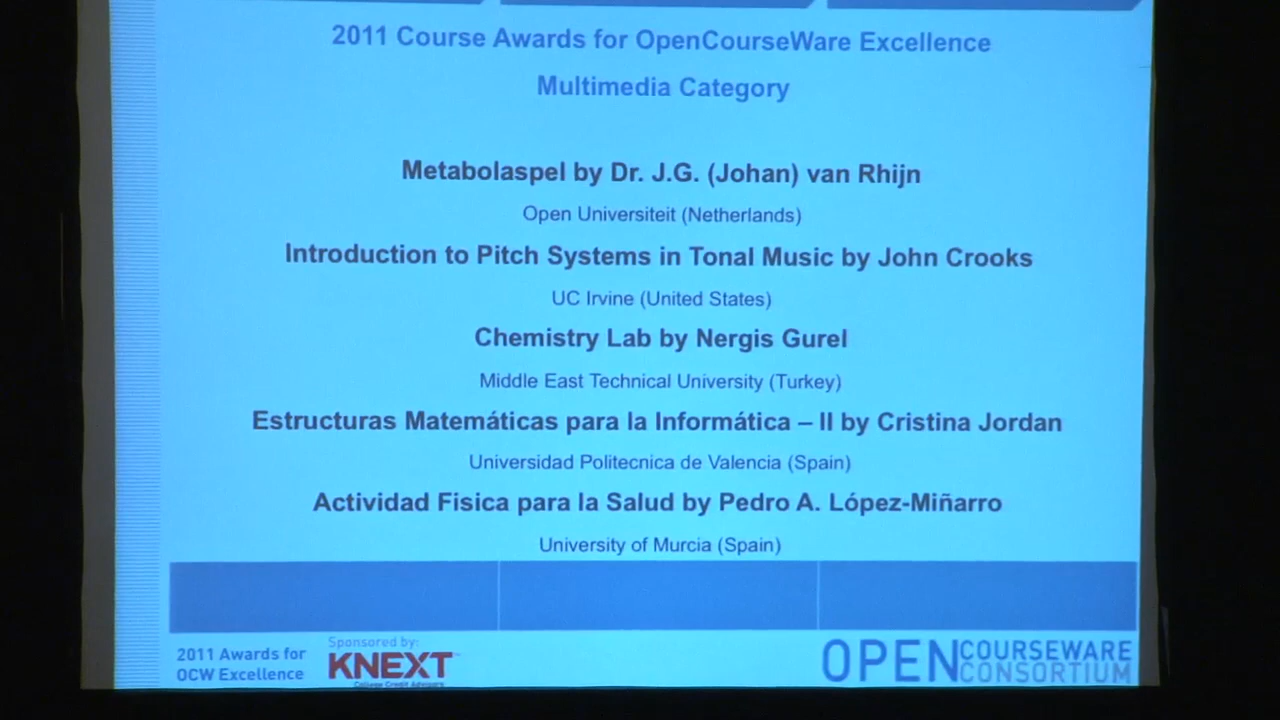 2011 Course Awards for OpenCourseWare Excellence
Multimedia Category
Metabolaspel by Dr. J.G. (Johan) van Rhijn
Open Universiteit (Netherlands)
Introduction to Pitch Systems in Tonal Music by John Crooks
UC Irvine (United States)
Chemistry Lab by Nergis Gurel
Middle East Technical University (Turkey)
Estructuras Matemáticas para la Informática – II by Cristina Jordan
Universidad Politecnica de Valencia (Spain)
Actividad Fisica para la Salud by Pedro A. López-Miñarro
University of Murcia (Spain)
2011 Awards for
OCW Excellence
Sponsored by:
KNEXT
College Credit Advisors
OPEN COURSEWARE
CONSORTIUM